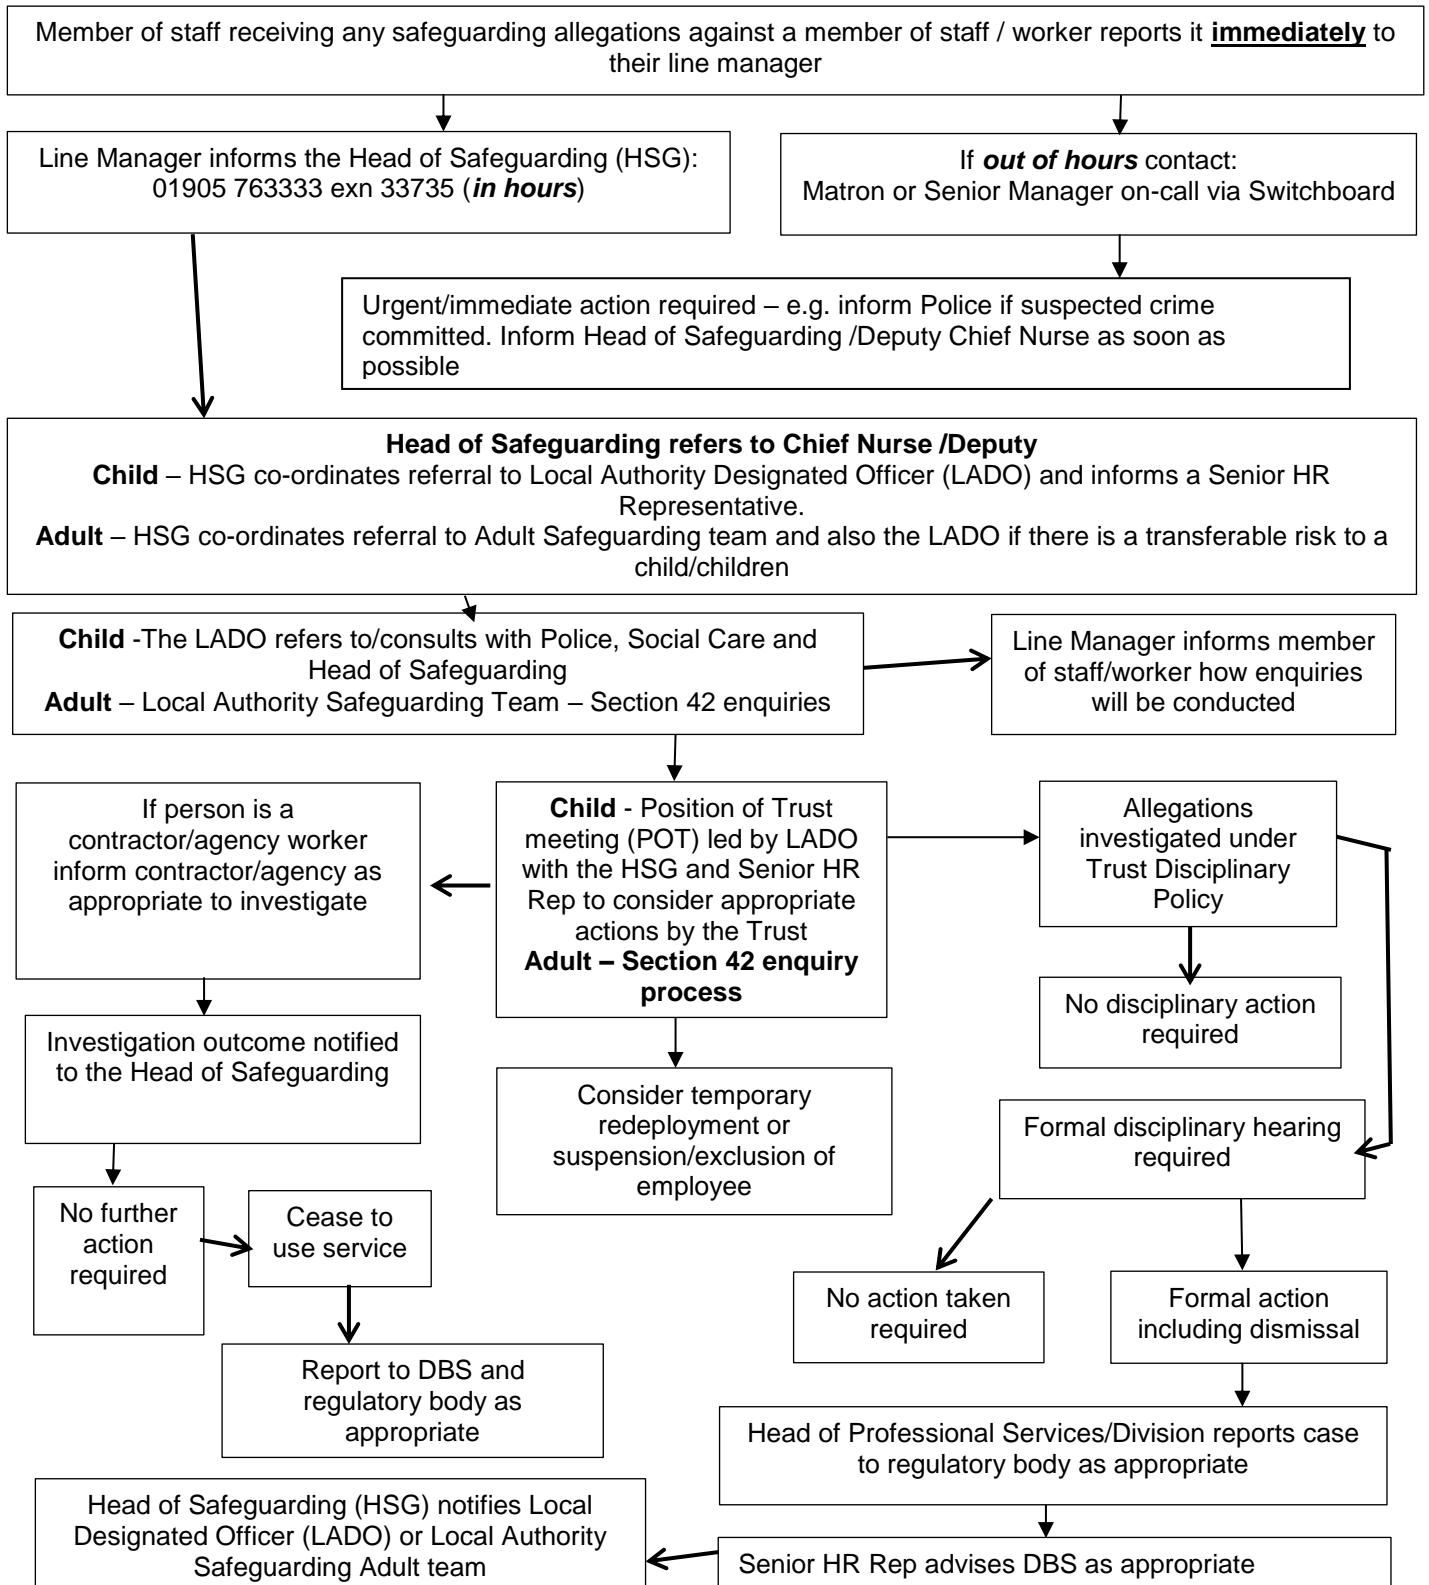 Member of staff receiving any safeguarding allegations against a member of staff / worker reports it immediately to
their line manager
Line Manager informs the Head of Safeguarding (HSG):
01905 763333 exn 33735 (in hours)
If out of hours contact:
Matron or Senior Manager on-call via Switchboard
Urgent/immediate action required – e.g. inform Police if suspected crime
committed. Inform Head of Safeguarding /Deputy Chief Nurse as soon as
possible
Head of Safeguarding refers to Chief Nurse /Deputy
Child – HSG co-ordinates referral to Local Authority Designated Officer (LADO) and informs a Senior HR
Representative.
Adult – HSG co-ordinates referral to Adult Safeguarding team and also the LADO if there is a transferable risk to a
child/children
Child -The LADO refers to/consults with Police, Social Care and
Head of Safeguarding
Adult – Local Authority Safeguarding Team – Section 42 enquiries
Line Manager informs member
of staff/worker how enquiries
will be conducted
If person is a
contractor/agency worker
inform contractor/agency as
appropriate to investigate
Child - Position of Trust
meeting (POT) led by LADO
with the HSG and Senior HR
Rep to consider appropriate
actions by the Trust
Adult – Section 42 enquiry
process
Allegations
investigated under
Trust Disciplinary
Policy
No disciplinary action
required
Investigation outcome notified
to the Head of Safeguarding
Consider temporary
redeployment or
suspension/exclusion of
employee
Formal disciplinary hearing
required
No further
action
required
Cease to
use service
No action taken
required
Formal action
including dismissal
Report to DBS and
regulatory body as
appropriate
Head of Professional Services/Division reports case
to regulatory body as appropriate
Head of Safeguarding (HSG) notifies Local
Designated Officer (LADO) or Local Authority
Safeguarding Adult team
Senior HR Rep advises DBS as appropriate